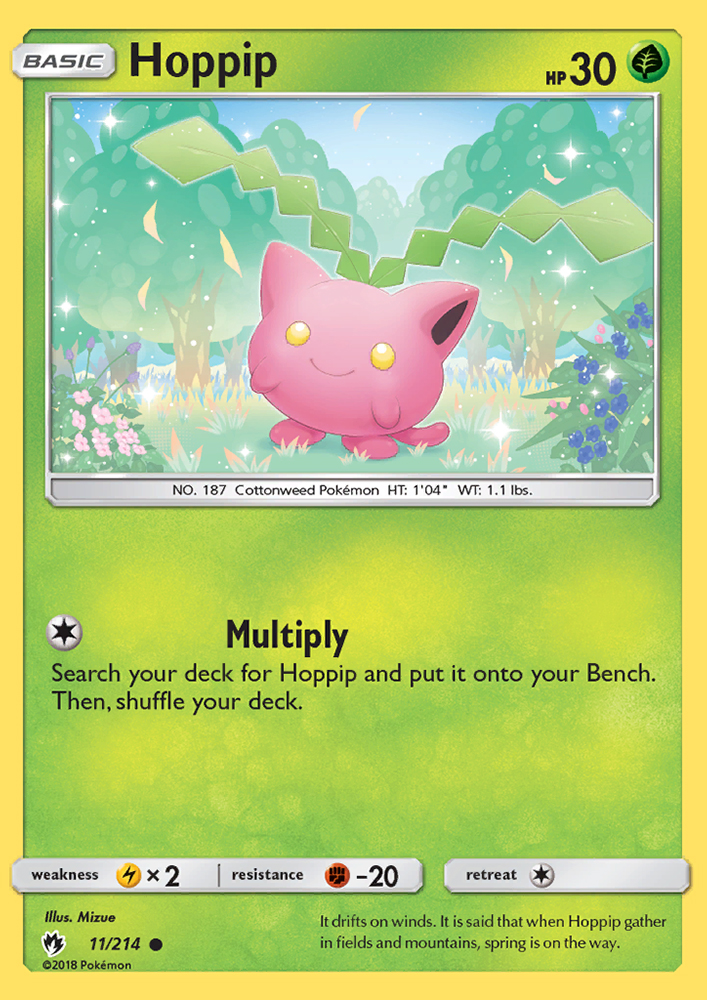 BASIC Hoppip HP 30
NO. 187 Cottonweed Pokémon HT: 1'04" WT: 1.1 lbs.
Multiply
Search your deck for Hoppip and put it onto your Bench.
Then, shuffle your deck.
weakness ×2 resistance -20 retreat
Illus. Mizue
11/214
©2018 Pokémon
It drifts on winds. It is said that when Hoppip gather
in fields and mountains, spring is on the way.